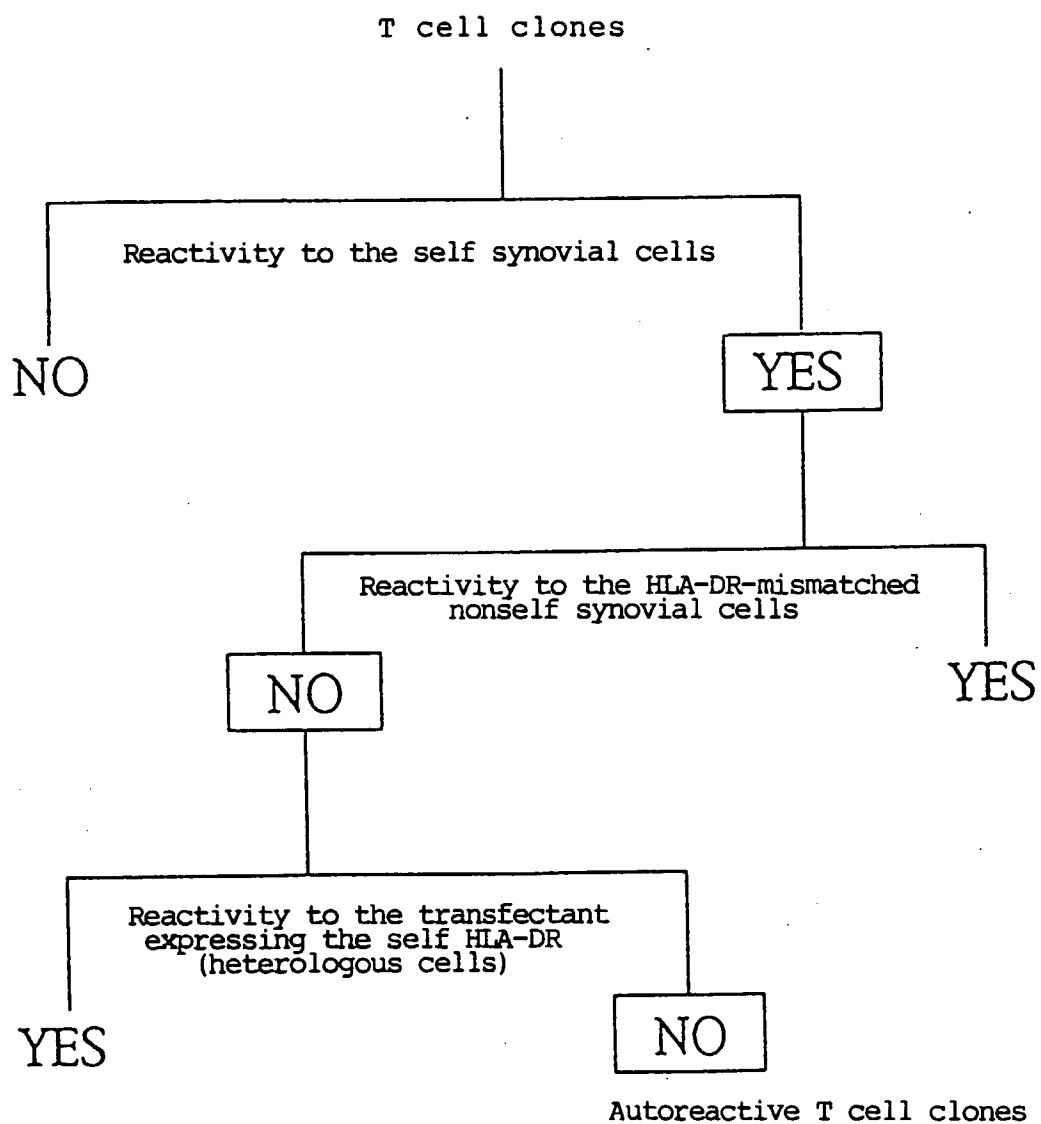 T cell clones
Reactivity to the self synovial cells
NO
YES
Reactivity to the HLA-DR-mismatched
nonself synovial cells
NO
YES
Reactivity to the transfectant
expressing the self HLA-DR
(heterologous cells)
YES
NO
Autoreactive T cell clones